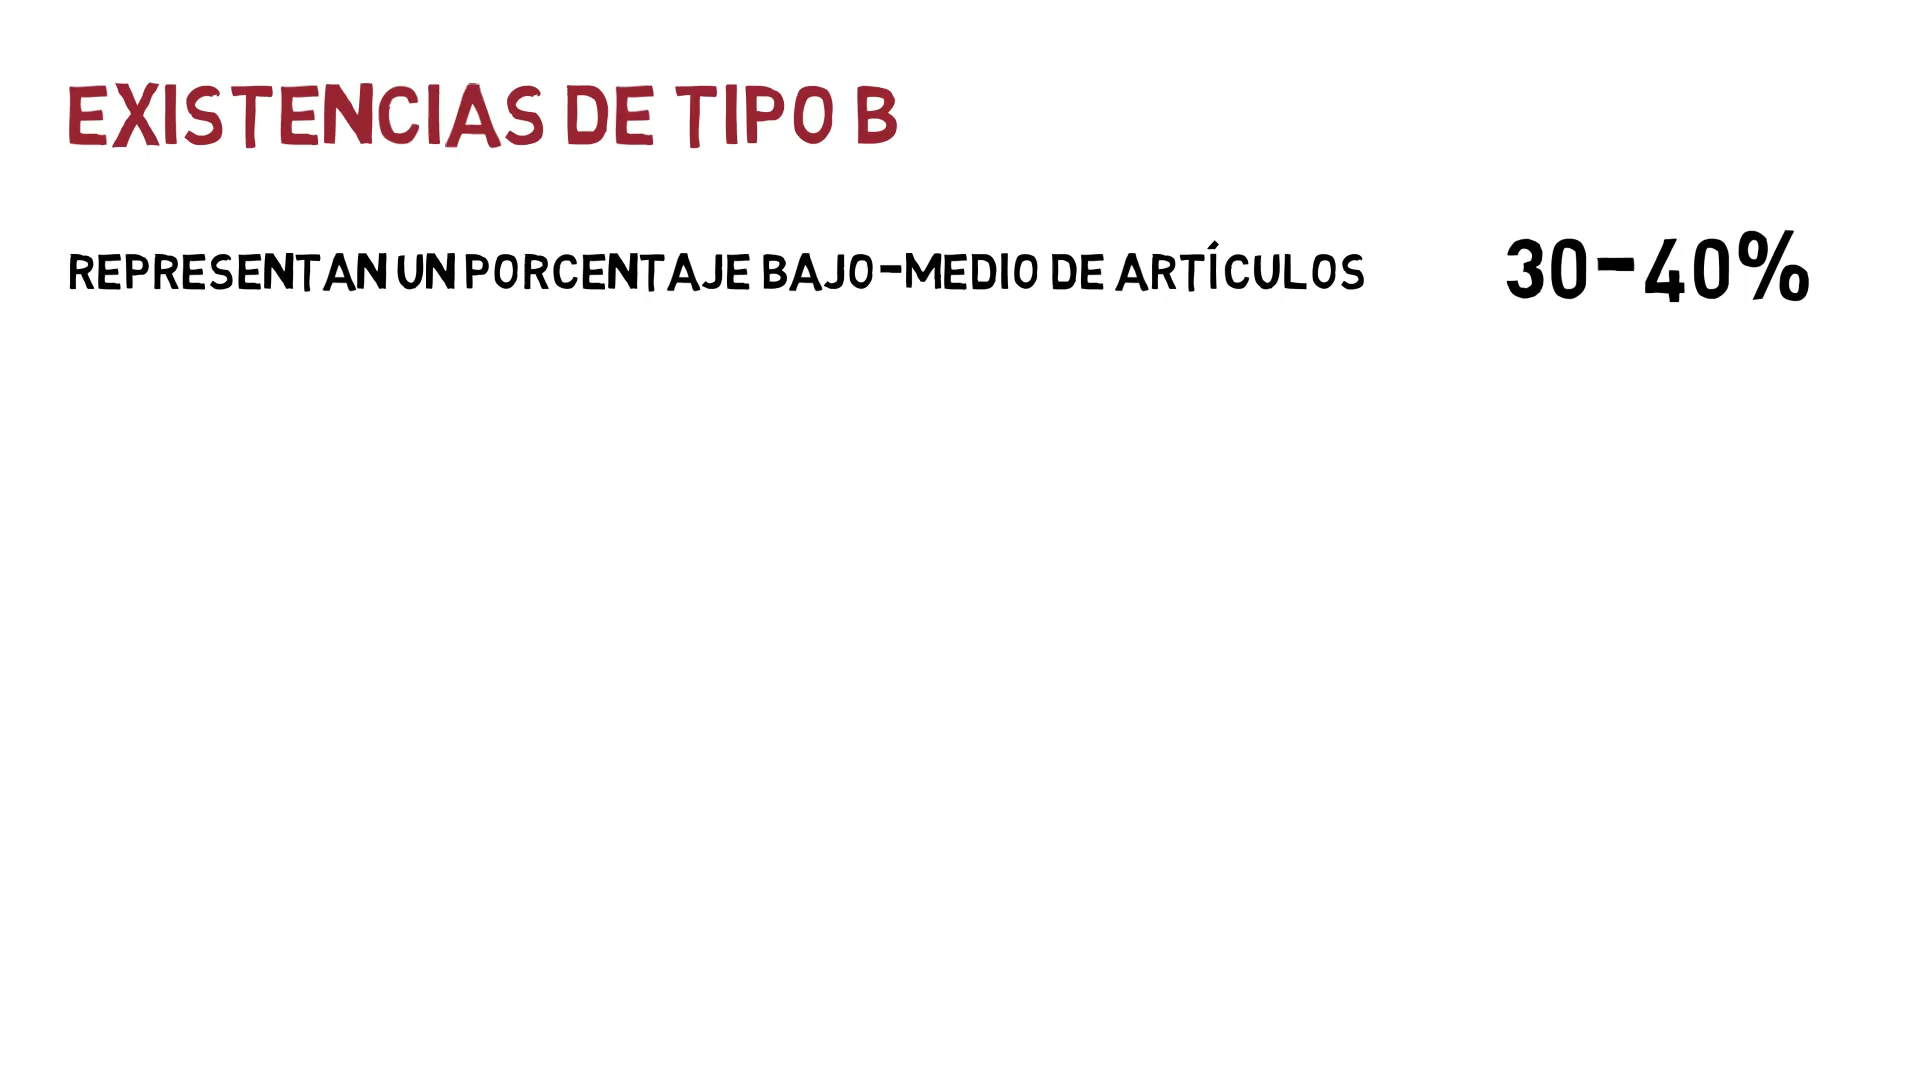 EXISTENCIAS DE TIPO B
REPRESENTAN UN PORCENTAJE BAJO-MEDIO DE ARTÍCULOS 30-40%